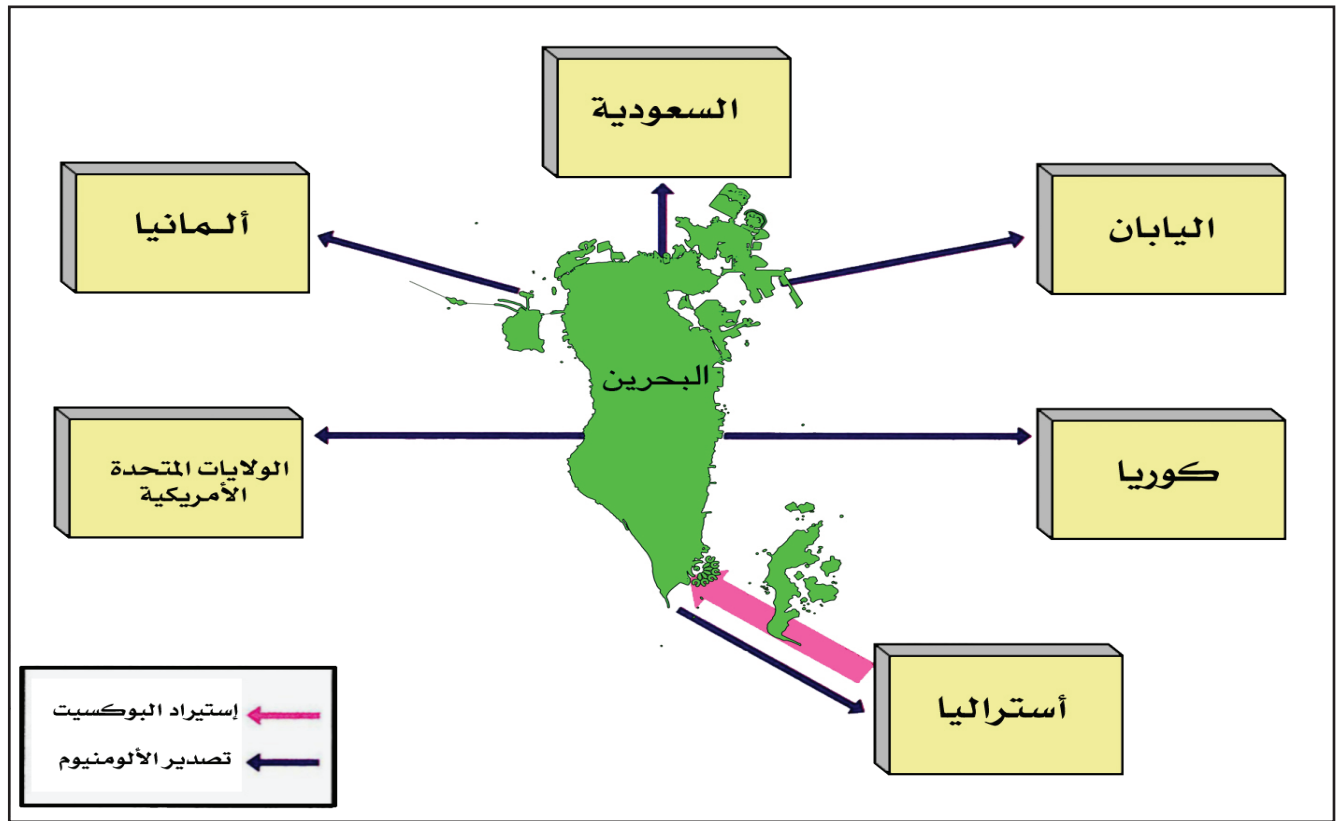 السعودية
اليابان
ألمانيا
البحرين
كوريا
الولايات المتحدة
الأمريكية
أستراليا
إستيراد البوكسيت
تصدير الألومنيوم